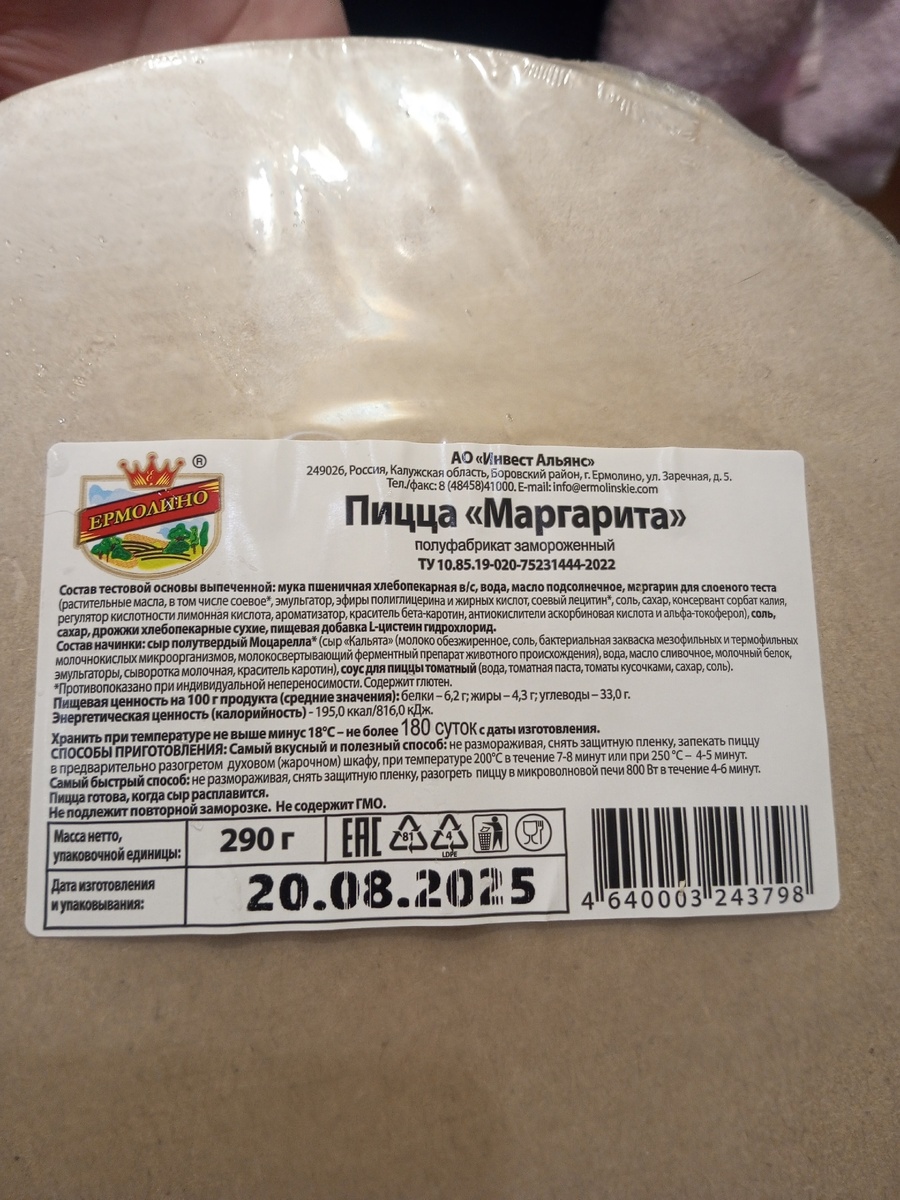 ЕРМОЛИНО
®
АО «Инвест Альянс»
249026, Россия, Калужская область, Боровский район, г. Ермолино, ул. Заречная, д. 5.
Тел./факс: 8 (48458)41000. E-mail: info@ermolinskie.com
Пицца «Маргарита»
полуфабрикат замороженный
ТУ 10.85.19-020-75231444-2022
Состав тестовой основы выпеченной: мука пшеничная хлебопекарная в/с, вода, масло подсолнечное, маргарин для слоеного теста
(растительные масла, в том числе соевое*, эмульгатор, эфиры полиглицерина и жирных кислот, соевый лецитин*, соль, сахар, консервант сорбат калия,
регулятор кислотности лимонная кислота, ароматизатор, краситель бета-каротин, антиокислители аскорбиновая кислота и альфа-токоферол), соль,
сахар, дрожжи хлебопекарные сухие, пищевая добавка L-цистеин гидрохлорид.
Состав начинки: сыр полутвердый Моцарелла* (сыр «Кальята» (молоко обезжиренное, соль, бактериальная закваска мезофильных и термофильных
молочнокислых микроорганизмов, молокосвертывающий ферментный препарат животного происхождения), вода, масло сливочное, молочный белок,
эмульгаторы, сыворотка молочная, краситель каротин), соус для пиццы томатный (вода, томатная паста, томаты кусочками, сахар, соль).
*Противопоказано при индивидуальной непереносимости. Содержит глютен.
Пищевая ценность на 100 г продукта (средние значения): белки – 6,2 г; жиры – 4,3 г; углеводы – 33,0 г.
Энергетическая ценность (калорийность) - 195,0 ккал/816,0 кДж.
Хранить при температуре не выше минус 18°С – не более 180 суток с даты изготовления.
СПОСОБЫ ПРИГОТОВЛЕНИЯ: Самый вкусный и полезный способ: не размораживая, снять защитную пленку, запекать пиццу
в предварительно разогретом духовом (жарочном) шкафу, при температуре 200°С в течение 7-8 минут или при 250 °С – 4-5 минут.
Самый быстрый способ: не размораживая, снять защитную пленку, разогреть пиццу в микроволновой печи 800 Вт в течение 4-6 минут.
Пицца готова, когда сыр расплавится.
Не подлежит повторной заморозке. Не содержит ГМО.
Масса нетто,
упаковочной единицы:
290 г
ЕАС
81
4
LDPE
Дата изготовления
и упаковывания:
20.08.2025
4 640003 243798